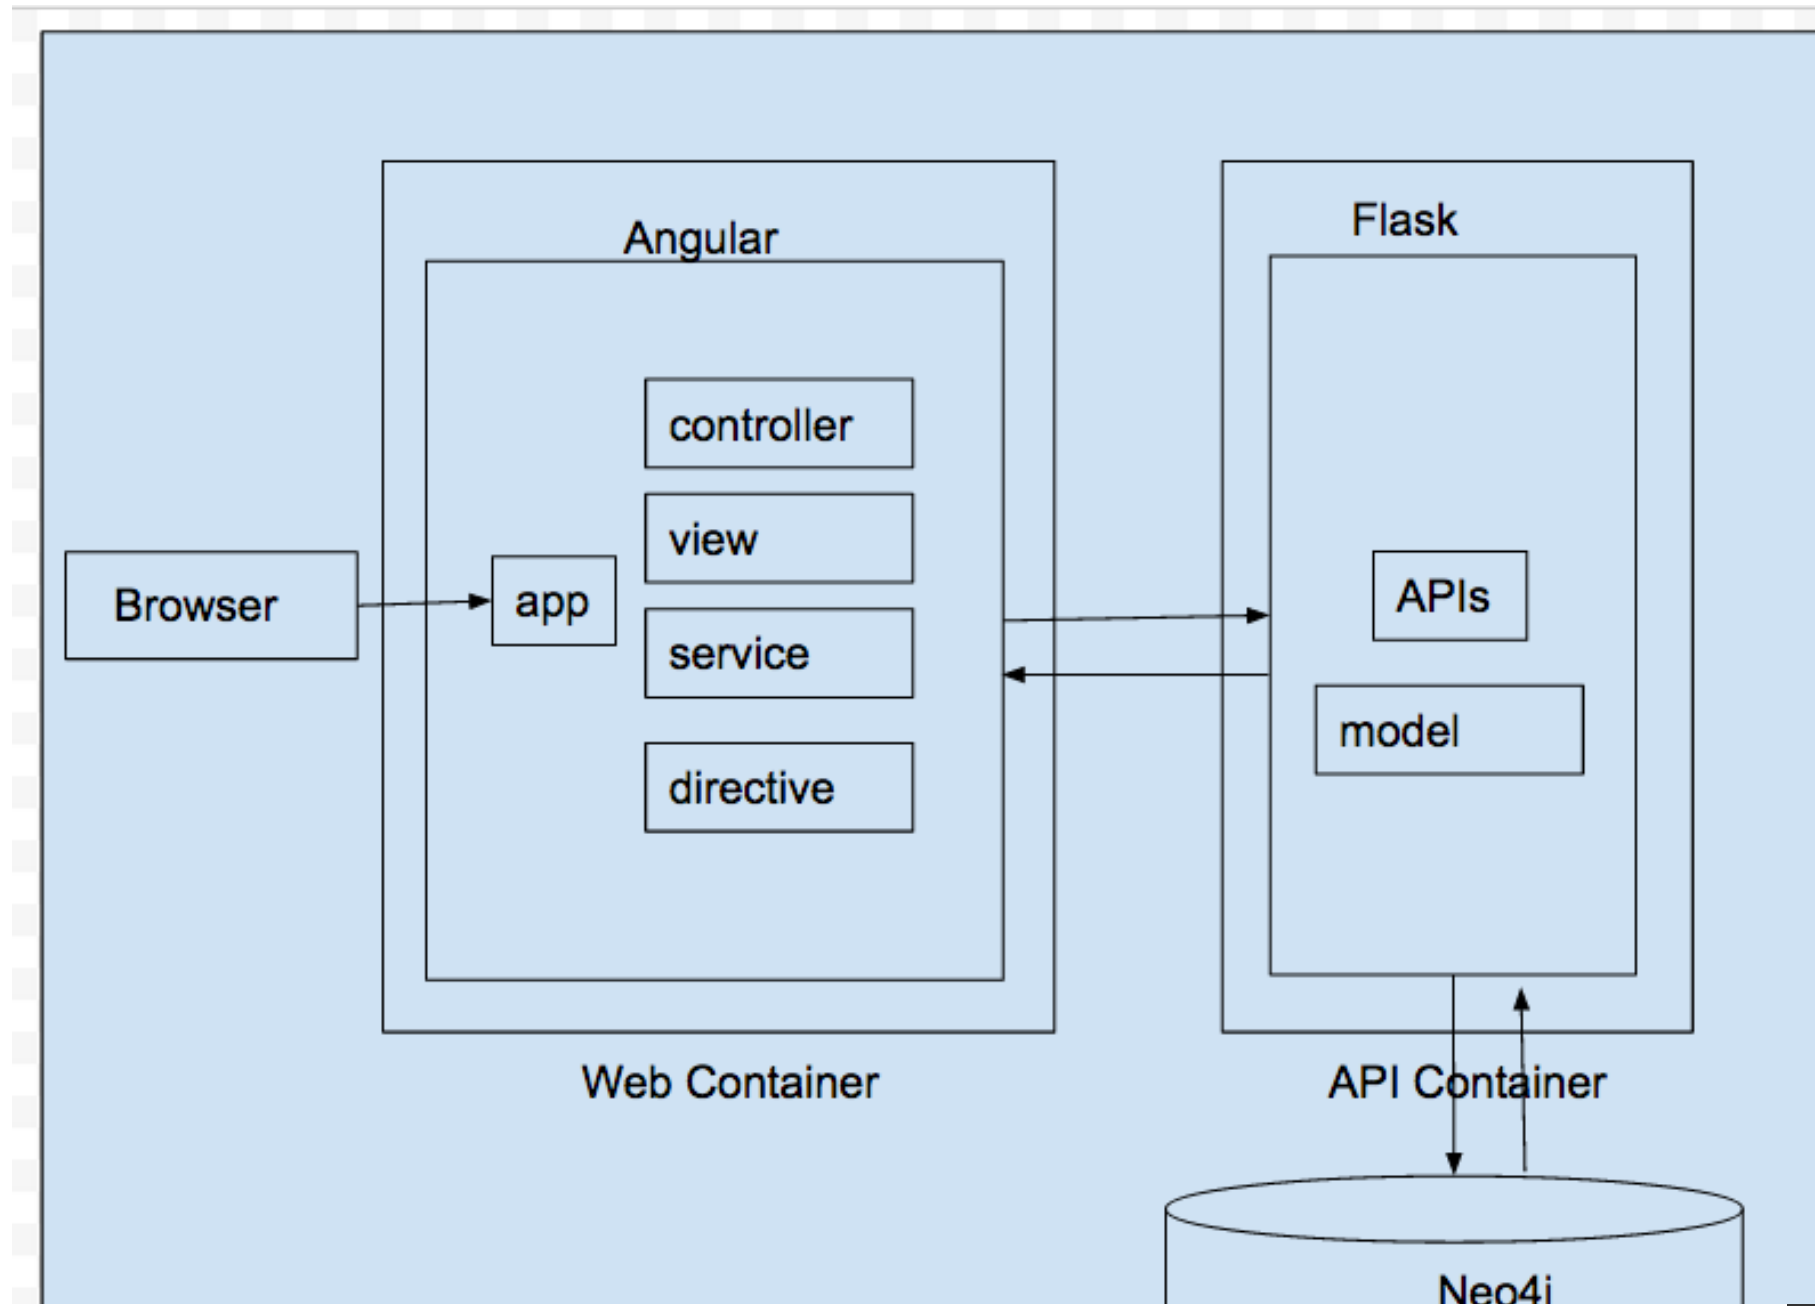 Angular
Flask
controller
view
service
directive
Browser
app
APIs
model
Web Container
API Container
Neo4j